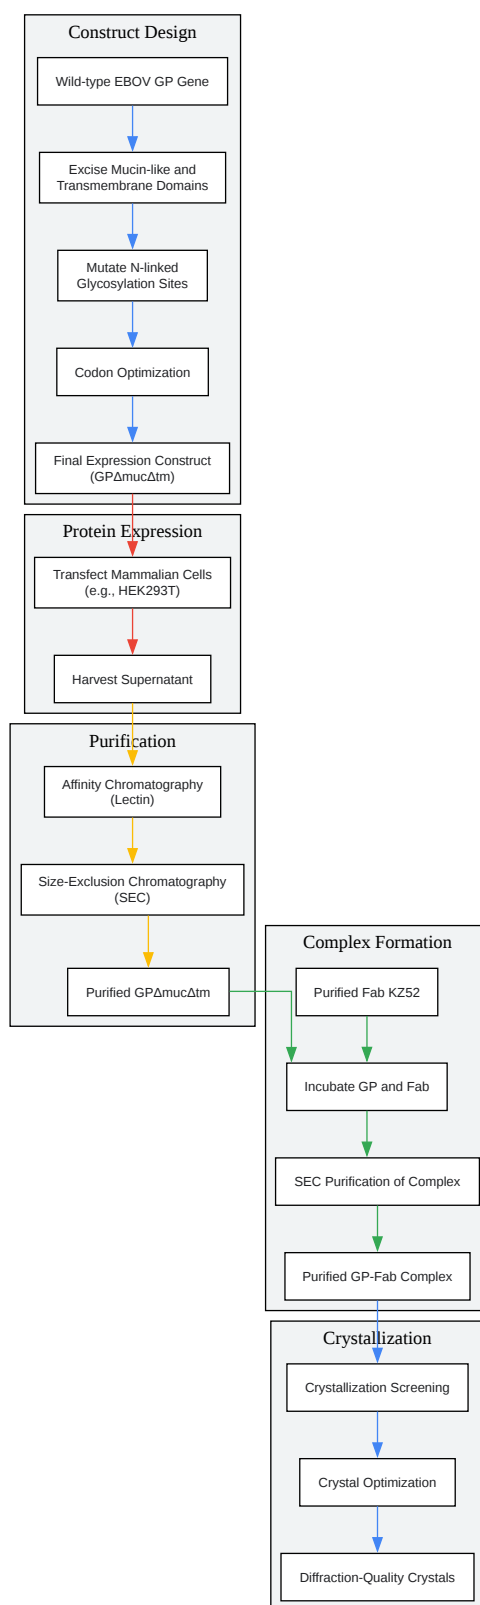 Construct Design
Wild-type EBOV GP Gene
Excise Mucin-like and
Transmembrane Domains
Mutate N-linked
Glycosylation Sites
Codon Optimization
Final Expression Construct
(GPΔmucΔtm)
Protein Expression
Transfect Mammalian Cells
(e.g., HEK293T)
Harvest Supernatant
Purification
Affinity Chromatography
(Lectin)
Size-Exclusion Chromatography
(SEC)
Purified GPΔmucΔtm
Complex Formation
Purified Fab KZ52
Incubate GP and Fab
SEC Purification of Complex
Purified GP-Fab Complex
Crystallization
Crystallization Screening
Crystal Optimization
Diffraction-Quality Crystals